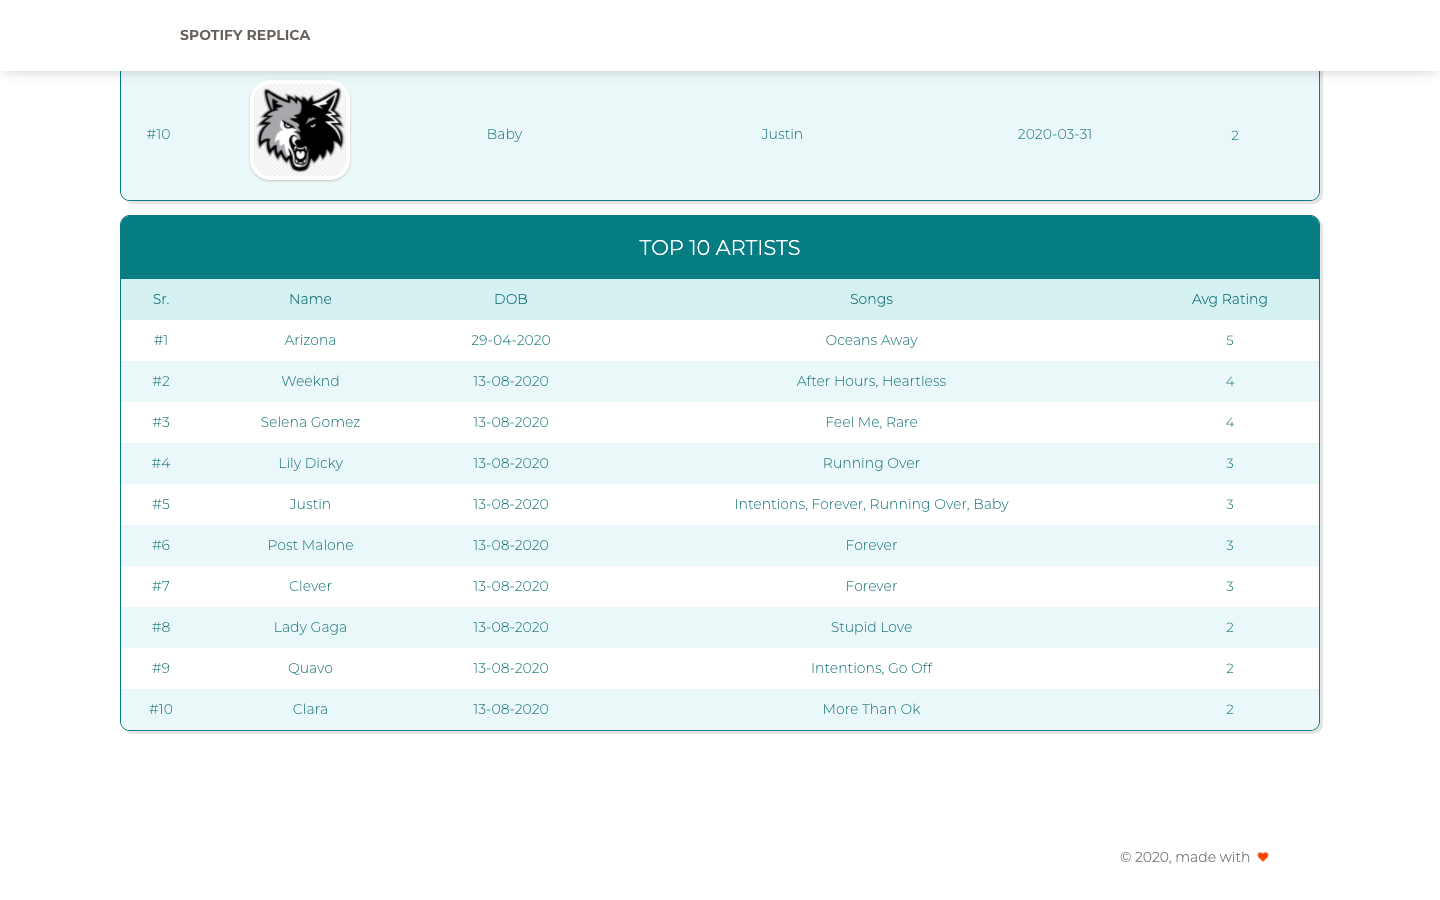 SPOTIFY REPLICA
#10 Baby Justin 2020-03-31 2
TOP 10 ARTISTS
Sr. Name DOB Songs Avg Rating
#1 Arizona 29-04-2020 Oceans Away 5
#2 Weeknd 13-08-2020 After Hours, Heartless 4
#3 Selena Gomez 13-08-2020 Feel Me, Rare 4
#4 Lily Dicky 13-08-2020 Running Over 3
#5 Justin 13-08-2020 Intentions, Forever, Running Over, Baby 3
#6 Post Malone 13-08-2020 Forever 3
#7 Clever 13-08-2020 Forever 3
#8 Lady Gaga 13-08-2020 Stupid Love 2
#9 Quavo 13-08-2020 Intentions, Go Off 2
#10 Clara 13-08-2020 More Than Ok 2
© 2020, made with